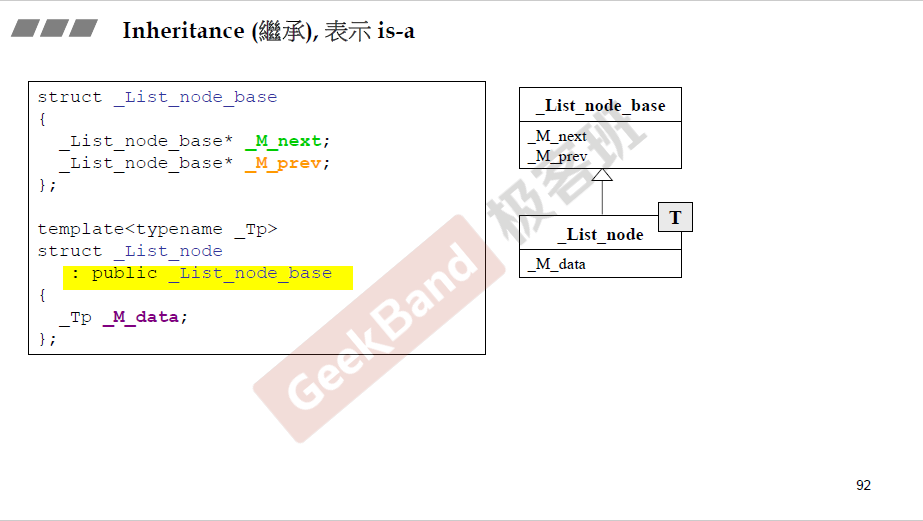 Inheritance (繼承), 表示 is-a
struct _List_node_base
{
_List_node_base* _M_next;
_List_node_base* _M_prev;
};
template<typename _Tp>
struct _List_node
: public _List_node_base
{
_Tp _M_data;
};
_List_node_base
_M_next
_M_prev
T
_List_node
_M_data
GeekBand 极客班
92